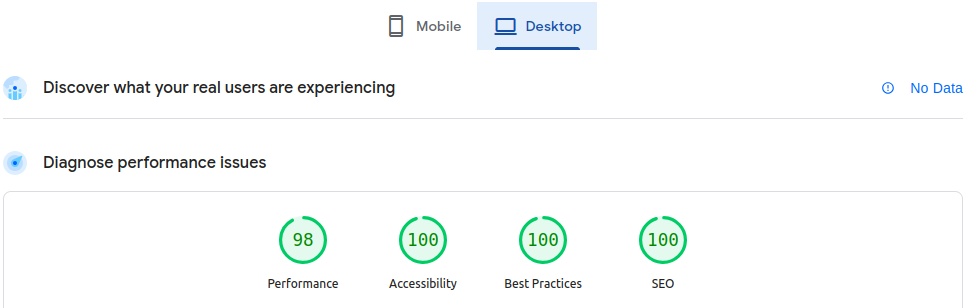 Mobile Desktop
Discover what your real users are experiencing No Data
Diagnose performance issues
98 100 100 100
Performance Accessibility Best Practices SEO